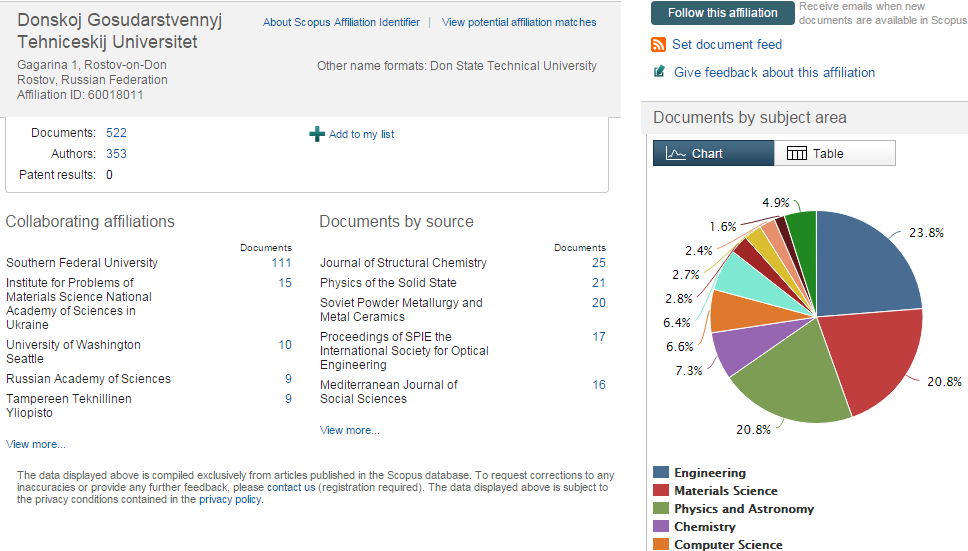 Donskoj Gosudarstvennyj
Tehniceskij Universitet
Gagarina 1, Rostov-on-Don
Rostov, Russian Federation
Affiliation ID: 60018011
About Scopus Affiliation Identifier | View potential affiliation matches
Other name formats: Don State Technical University
Documents: 522
Authors: 353
Patent results: 0
Add to my list
Collaborating affiliations
Documents
Southern Federal University 111
Institute for Problems of 15
Materials Science National
Academy of Sciences in
Ukraine
University of Washington 10
Seattle
Russian Academy of Sciences 9
Tampereen Teknillinen 9
Yliopisto
View more...
Documents by source
Documents
Journal of Structural Chemistry 25
Physics of the Solid State 21
Soviet Powder Metallurgy and 20
Metal Ceramics
Proceedings of SPIE the 17
International Society for Optical
Engineering
Mediterranean Journal of 16
Social Sciences
View more...
The data displayed above is compiled exclusively from articles published in the Scopus database. To request corrections to any
inaccuracies or provide any further feedback, please contact us (registration required). The data displayed above is subject to
the privacy conditions contained in the privacy policy.
Follow this affiliation
Receive emails when new
documents are available in Scopus
Set document feed
Give feedback about this affiliation
Documents by subject area
Chart
Table
4.9%
1.6%
2.4%
2.7%
2.8%
6.4%
6.6%
7.3%
20.8%
20.8%
23.8%
Engineering
Materials Science
Physics and Astronomy
Chemistry
Computer Science